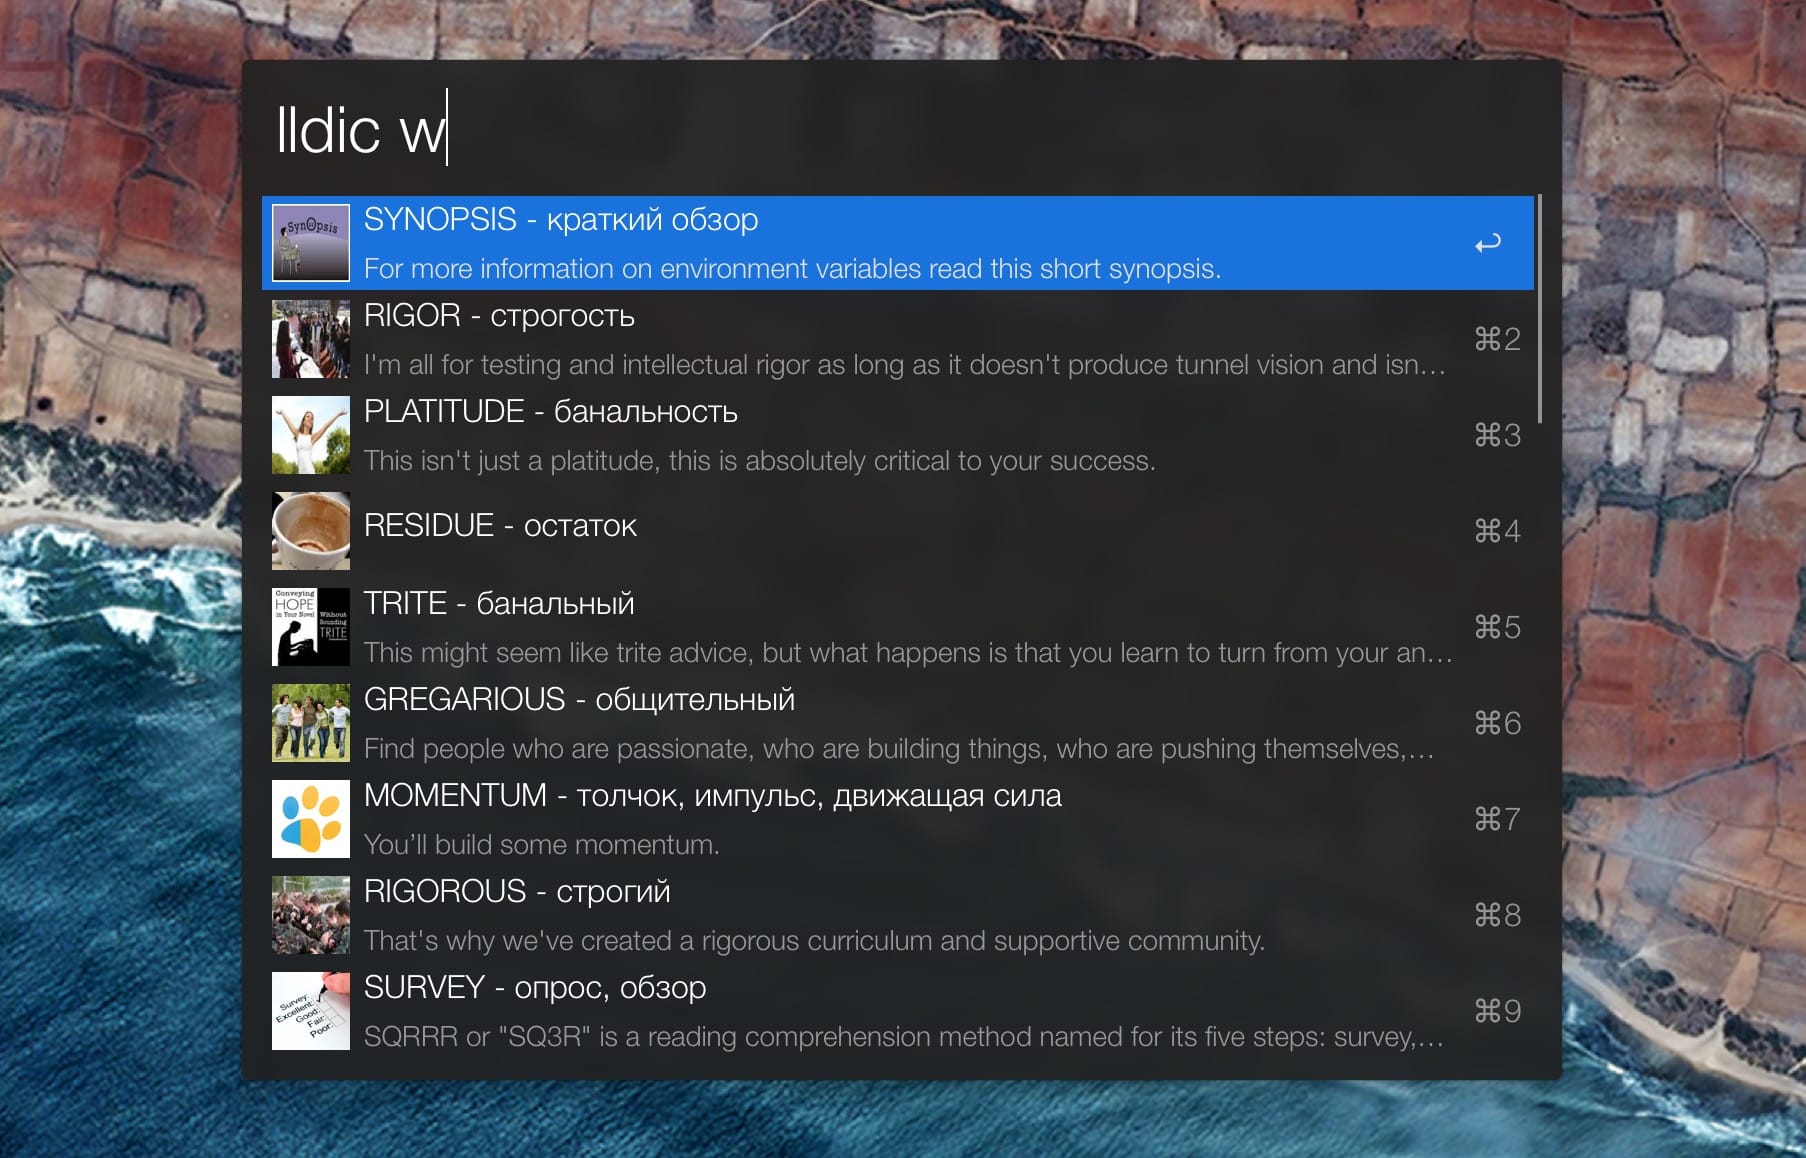 lldic w
Synopsis
SYNOPSIS - краткий обзор
For more information on environment variables read this short synopsis.
RIGOR - строгость
I'm all for testing and intellectual rigor as long as it doesn't produce tunnel vision and isn…
⌘2
PLATITUDE - банальность
This isn't just a platitude, this is absolutely critical to your success.
⌘3
RESIDUE - остаток
⌘4
Conveying
HOPE
in Your Novel
Without
Sounding
TRITE
TRITE - банальный
This might seem like trite advice, but what happens is that you learn to turn from your an…
⌘5
GREGARIOUS - общительный
Find people who are passionate, who are building things, who are pushing themselves,…
⌘6
MOMENTUM - толчок, импульс, движащая сила
You’ll build some momentum.
⌘7
RIGOROUS - строгий
That's why we've created a rigorous curriculum and supportive community.
⌘8
Survey:
Excellent:
Good:
Fair:
Poor:
SURVEY - опрос, обзор
SQRRR or "SQ3R" is a reading comprehension method named for its five steps: survey,…
⌘9